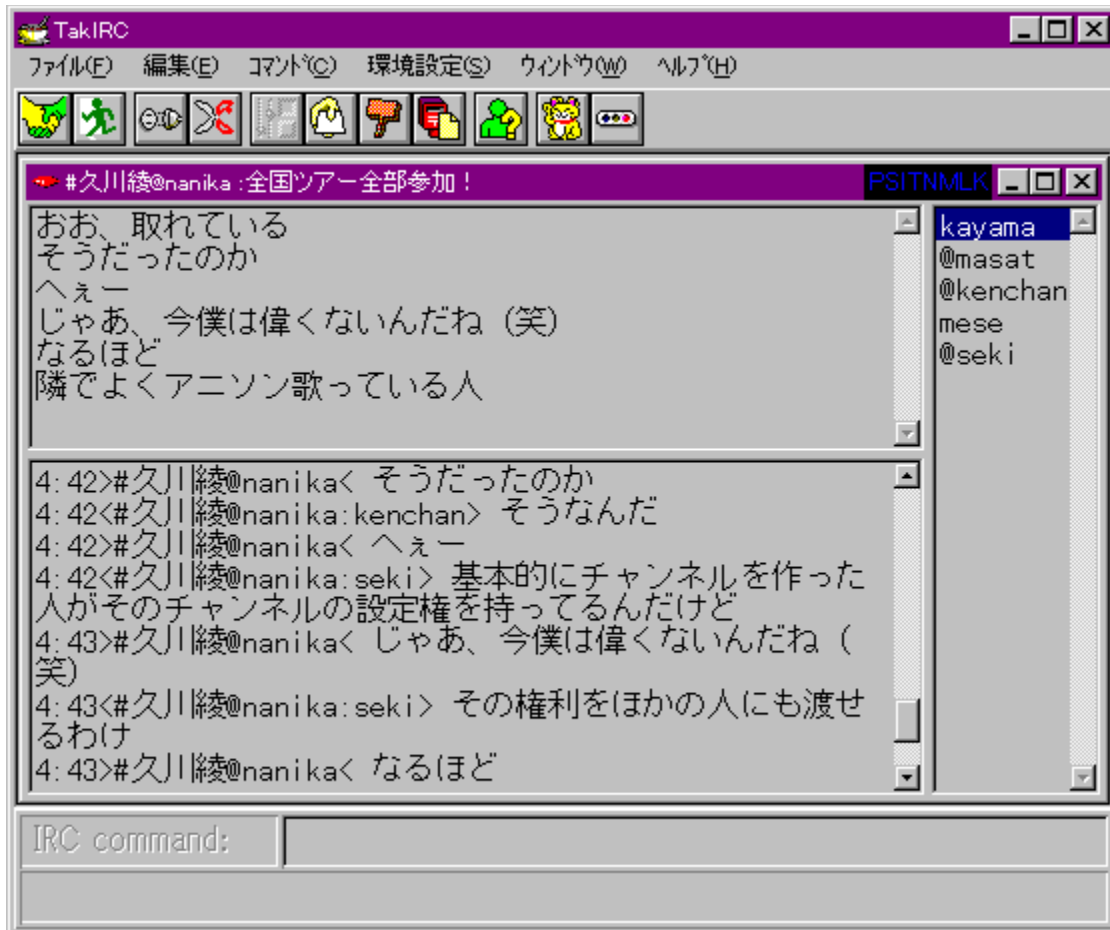 TakIRC
ﾌｧｲﾙ(F) 編集(E) ｺﾏﾝﾄﾞ(C) 環境設定(S) ｳｨﾝﾄﾞｳ(W) ﾍﾙﾌﾟ(H)
#久川綾@nanika :全国ツアー全部参加！ PSITNMLK
おお、取れている
そうだったのか
へぇー
じゃあ、今僕は偉くないんだね（笑）
なるほど
隣でよくアニソン歌っている人
kayama
@masat
@kenchan
mese
@seki
4:42>#久川綾@nanika< そうだったのか
4:42<#久川綾@nanika:kenchan> そうなんだ
4:42>#久川綾@nanika< へぇー
4:42<#久川綾@nanika:seki> 基本的にチャンネルを作った
人がそのチャンネルの設定権を持ってるんだけど
4:43>#久川綾@nanika< じゃあ、今僕は偉くないんだね（
笑）
4:43<#久川綾@nanika:seki> その権利をほかの人にも渡せ
るわけ
4:43>#久川綾@nanika< なるほど
IRC command: